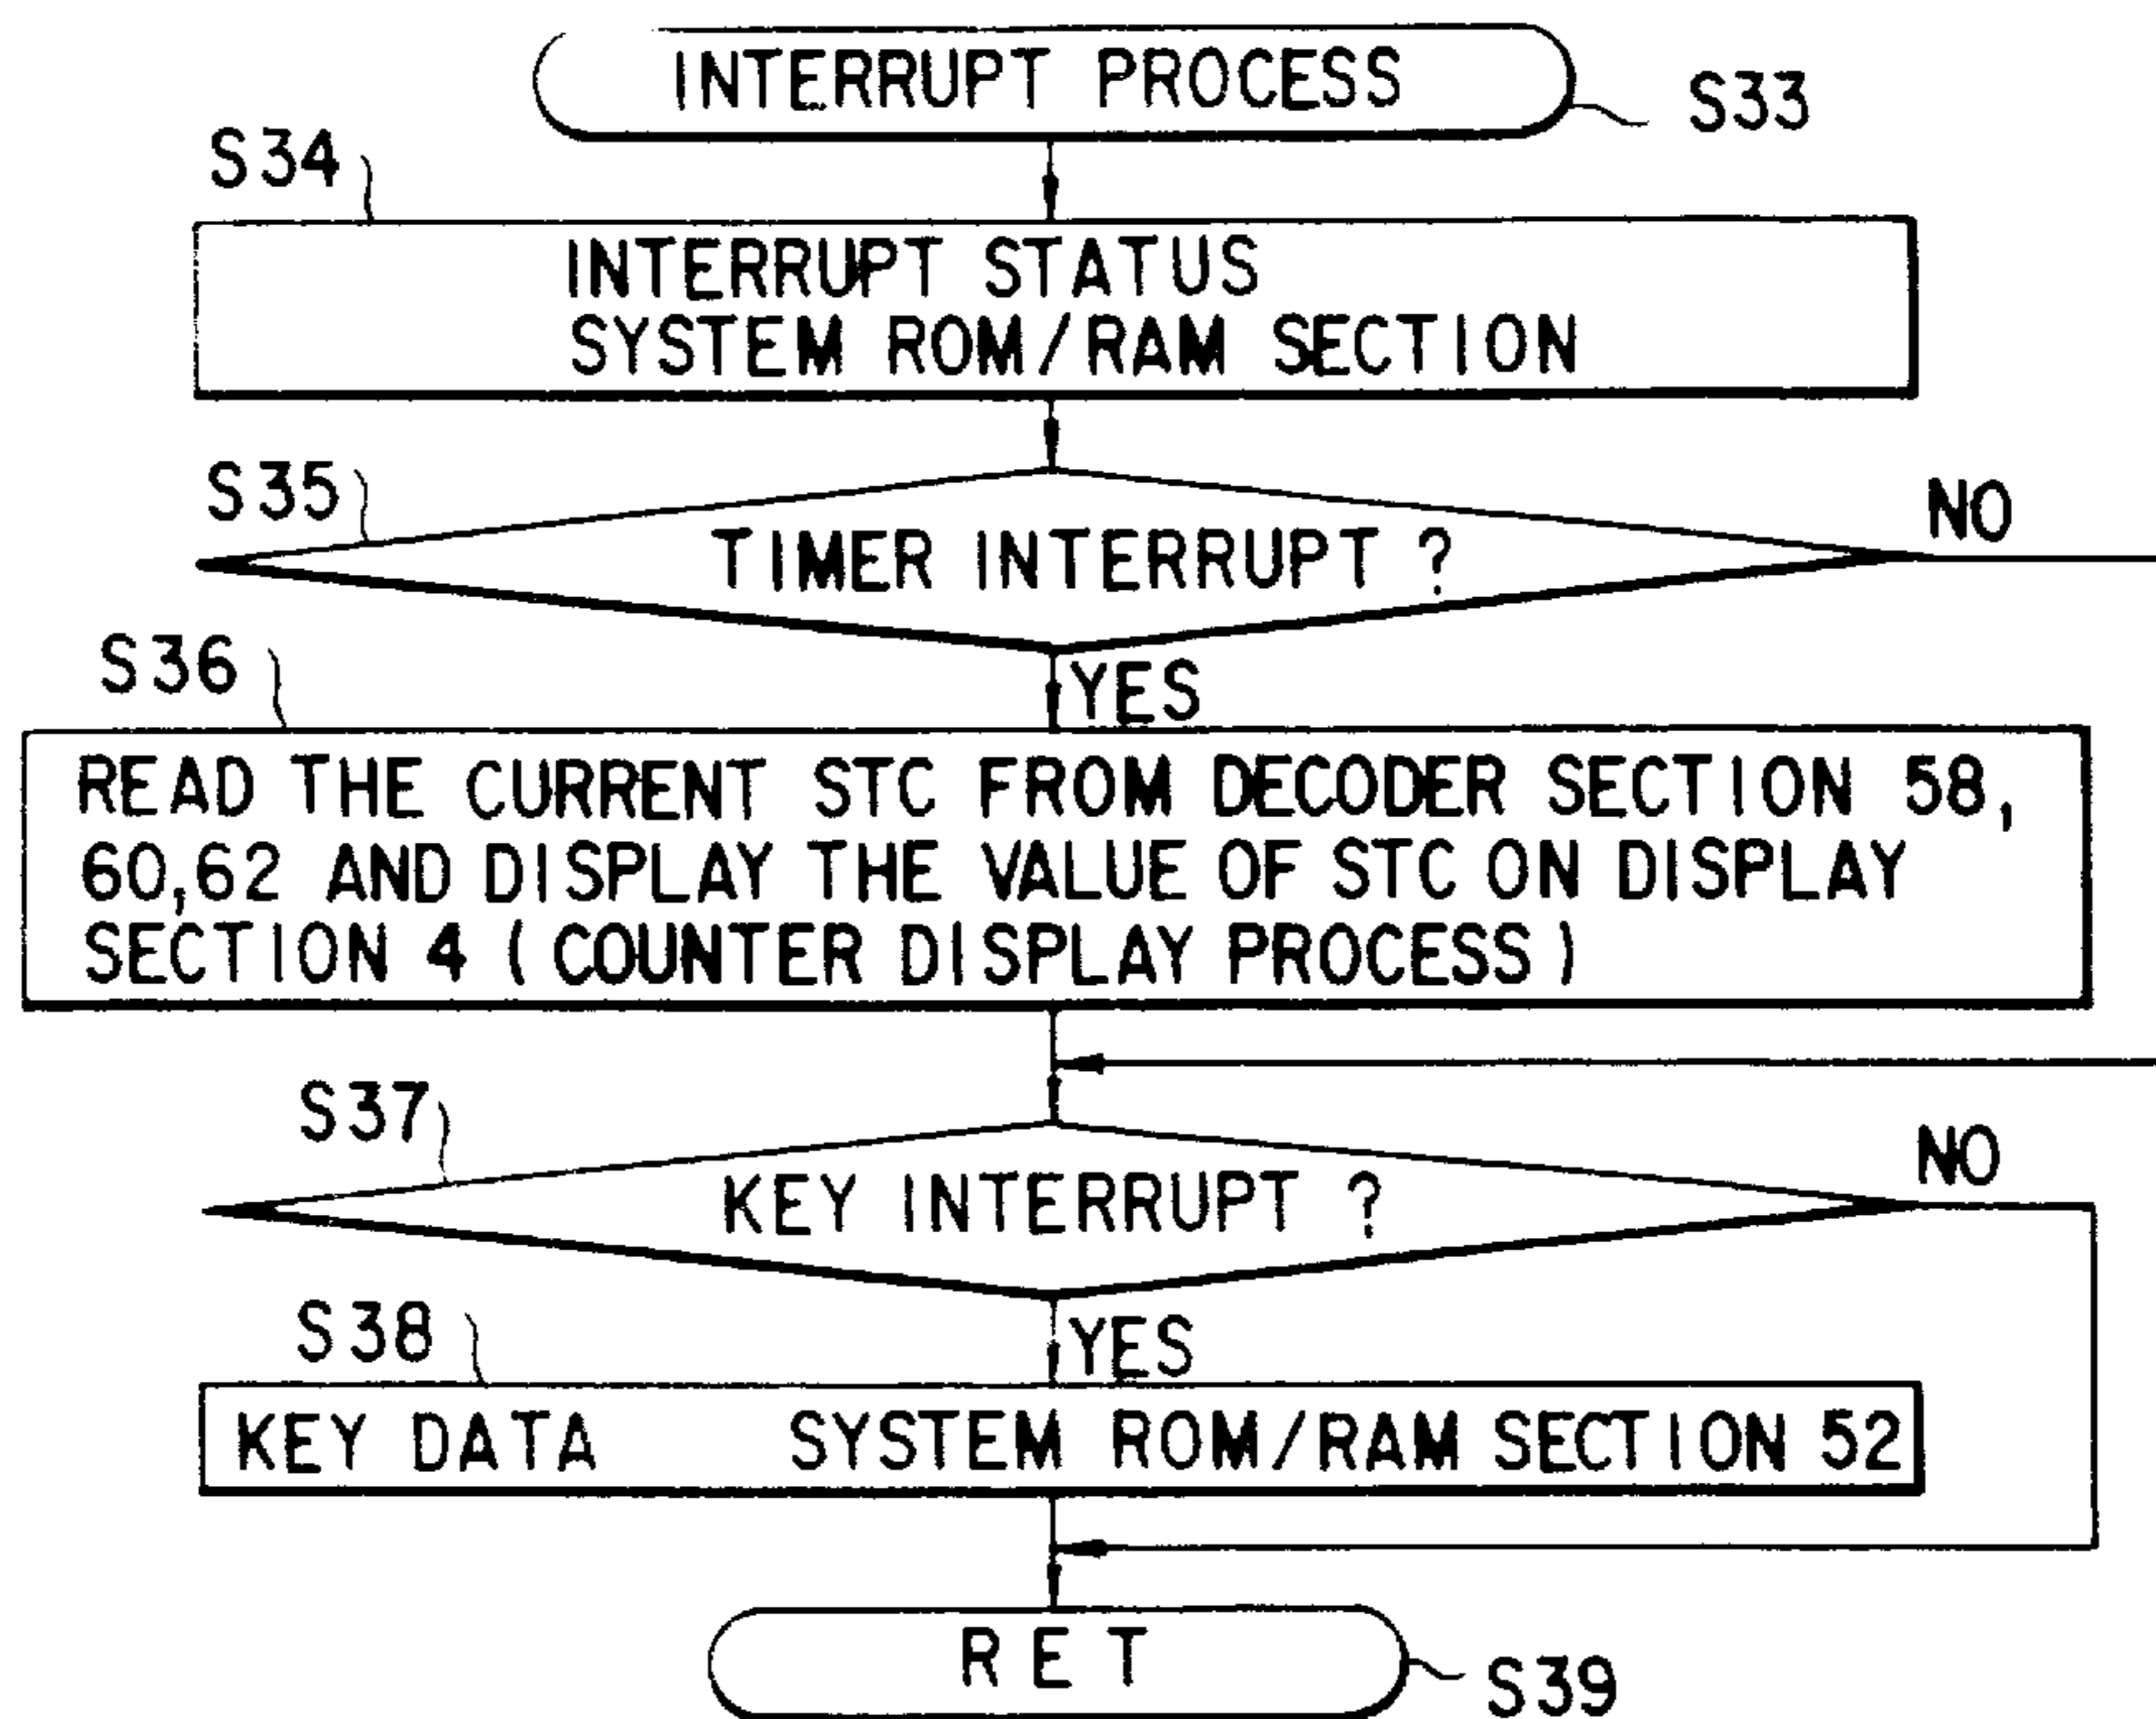 INTERRUPT PROCESS
S33
S34
INTERRUPT STATUS
SYSTEM ROM/RAM SECTION
S35
TIMER INTERRUPT ?
NO
YES
S36
READ THE CURRENT STC FROM DECODER SECTION 58,
60,62 AND DISPLAY THE VALUE OF STC ON DISPLAY
SECTION 4 (COUNTER DISPLAY PROCESS)
S37
KEY INTERRUPT ?
NO
YES
S38
KEY DATA SYSTEM ROM/RAM SECTION 52
RET
S39